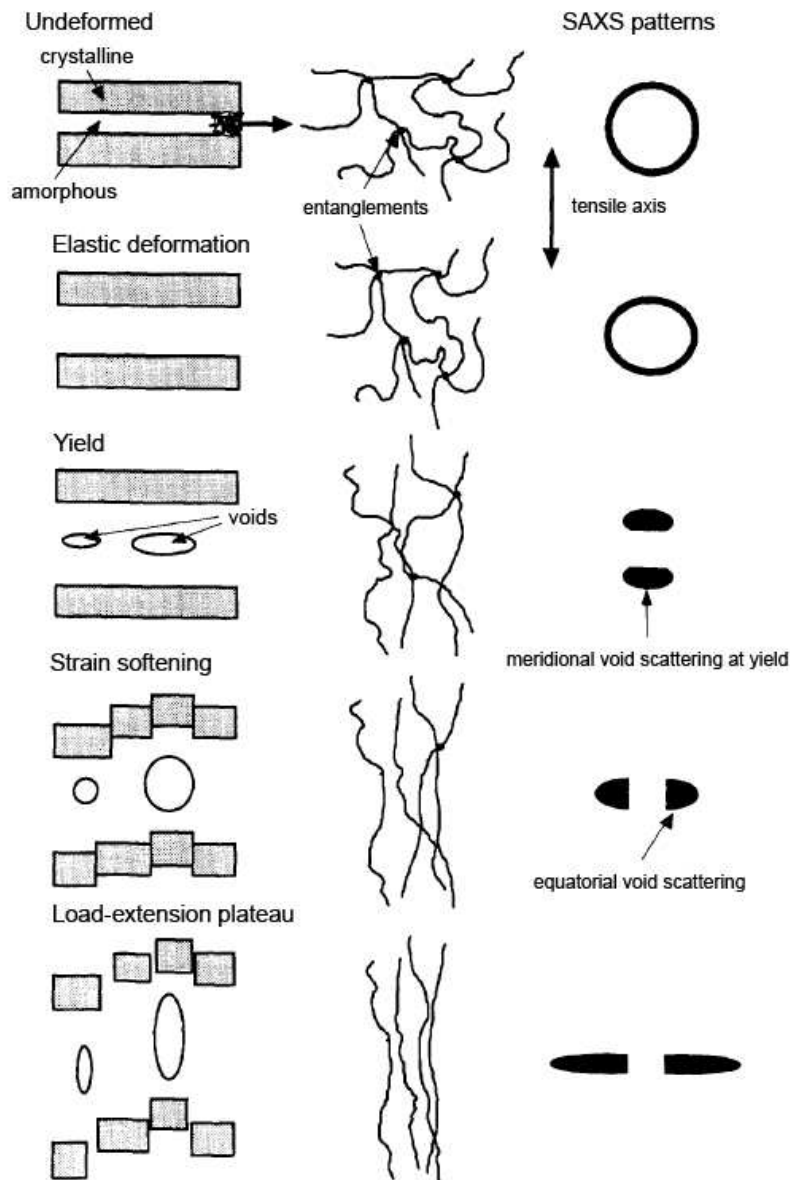 Undeformed
SAXS patterns
crystalline
amorphous
entanglements
tensile axis
Elastic deformation
Yield
voids
meridional void scattering at yield
Strain softening
equatorial void scattering
Load-extension plateau